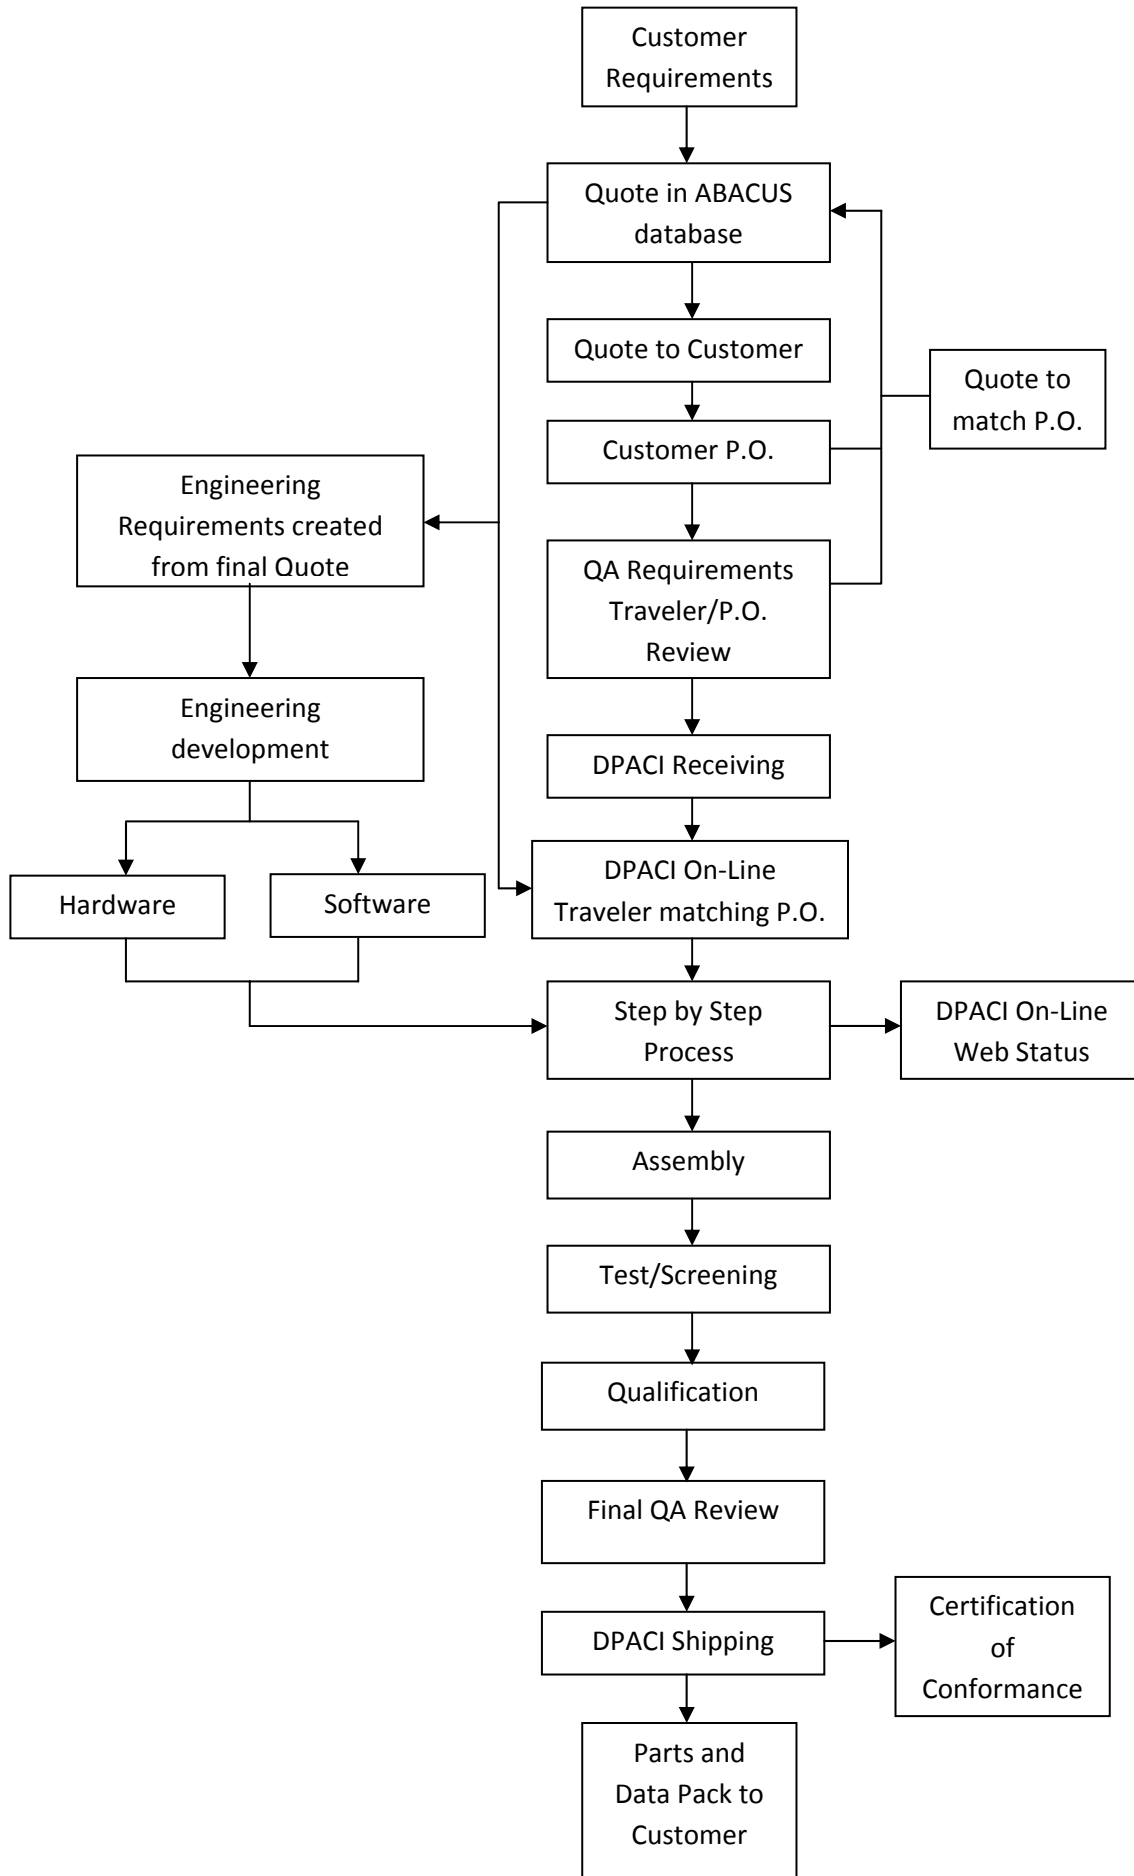 Customer
Requirements
Quote in ABACUS
database
Quote to Customer
Quote to
match P.O.
Customer P.O.
Engineering
Requirements created
from final Quote
QA Requirements
Traveler/P.O.
Review
Engineering
development
DPACI Receiving
Hardware
Software
DPACI On-Line
Traveler matching P.O.
Step by Step
Process
DPACI On-Line
Web Status
Assembly
Test/Screening
Qualification
Final QA Review
DPACI Shipping
Certification
of
Conformance
Parts and
Data Pack to
Customer